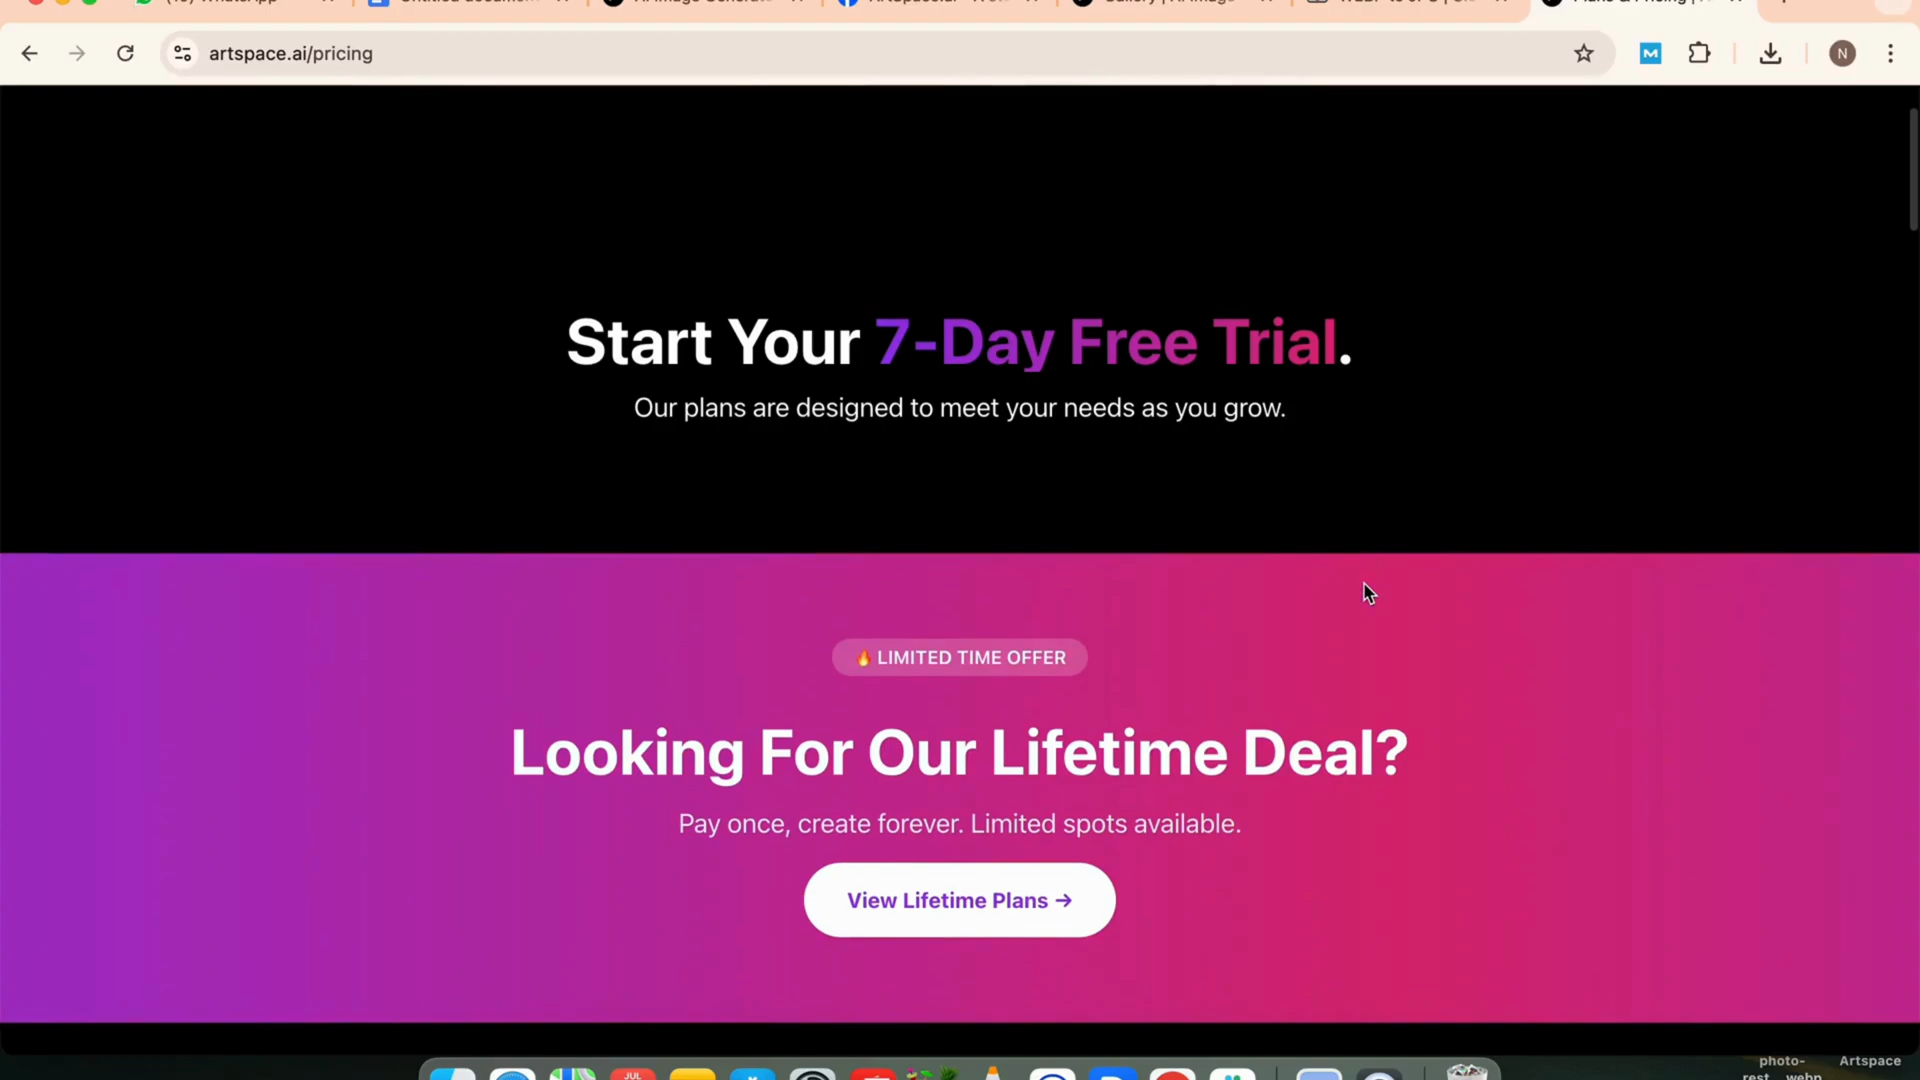 artspace.ai/pricing
N
Start Your 7-Day Free Trial.
Our plans are designed to meet your needs as you grow.
🔥 LIMITED TIME OFFER
Looking For Our Lifetime Deal?
Pay once, create forever. Limited spots available.
View Lifetime Plans →
JUL
photo-
Artspace